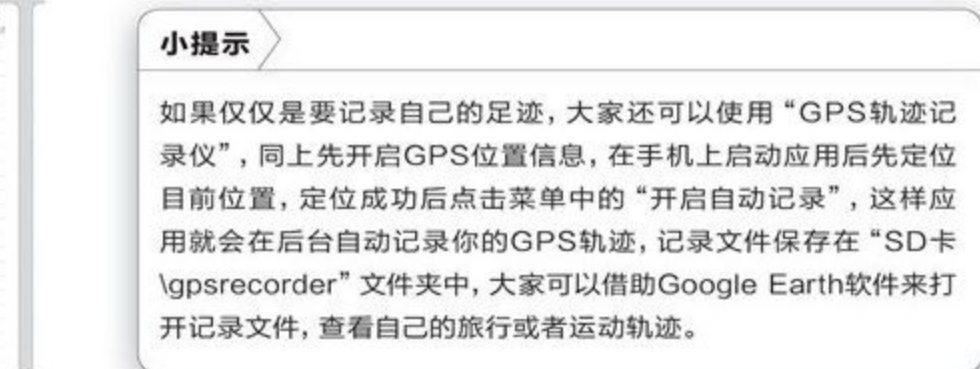 小提示
如果仅仅是要记录自己的足迹，大家还可以使用“GPS轨迹记
录仪”，同上先开启GPS位置信息，在手机上启动应用后先定位
目前位置，定位成功后点击菜单中的“开启自动记录”，这样应
用就会在后台自动记录你的GPS轨迹，记录文件保存在“SD卡
\gpsrecorder”文件夹中，大家可以借助Google Earth软件来打
开记录文件，查看自己的旅行或者运动轨迹。